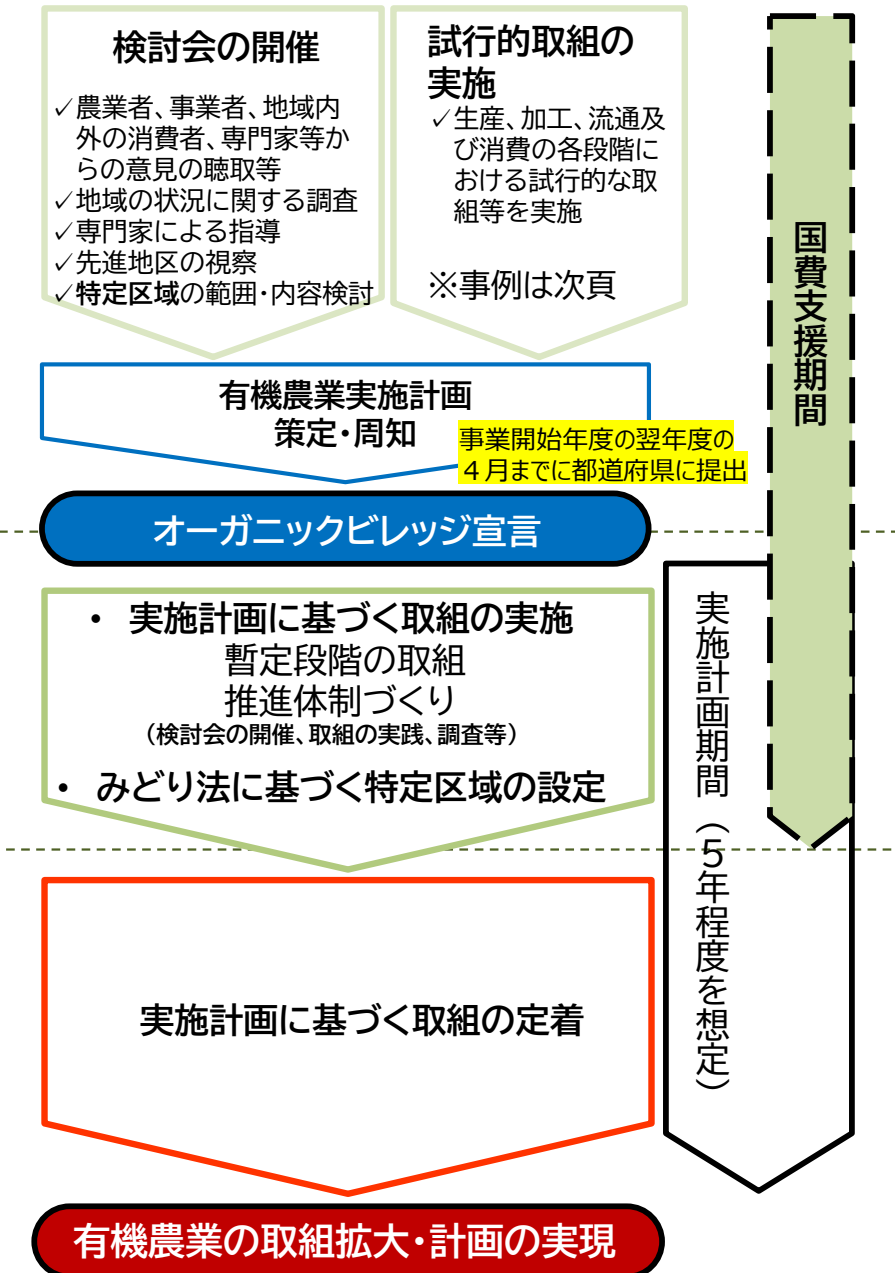 検討会の開催
✓農業者、事業者、地域内
外の消費者、専門家等か
らの意見の聴取等
✓地域の状況に関する調査
✓専門家による指導
✓先進地区の視察
✓特定区域の範囲・内容検討
試行的取組の
実施
✓生産、加工、流通及
び消費の各段階に
おける試行的な取
組等を実施
※事例は次頁
国費支援期間
有機農業実施計画
策定・周知
事業開始年度の翌年度の
４月までに都道府県に提出
オーガニックビレッジ宣言
• 実施計画に基づく取組の実施
暫定段階の取組
推進体制づくり
（検討会の開催、取組の実践、調査等）
• みどり法に基づく特定区域の設定
実施計画期間（５年程度を想定）
実施計画に基づく取組の定着
有機農業の取組拡大・計画の実現